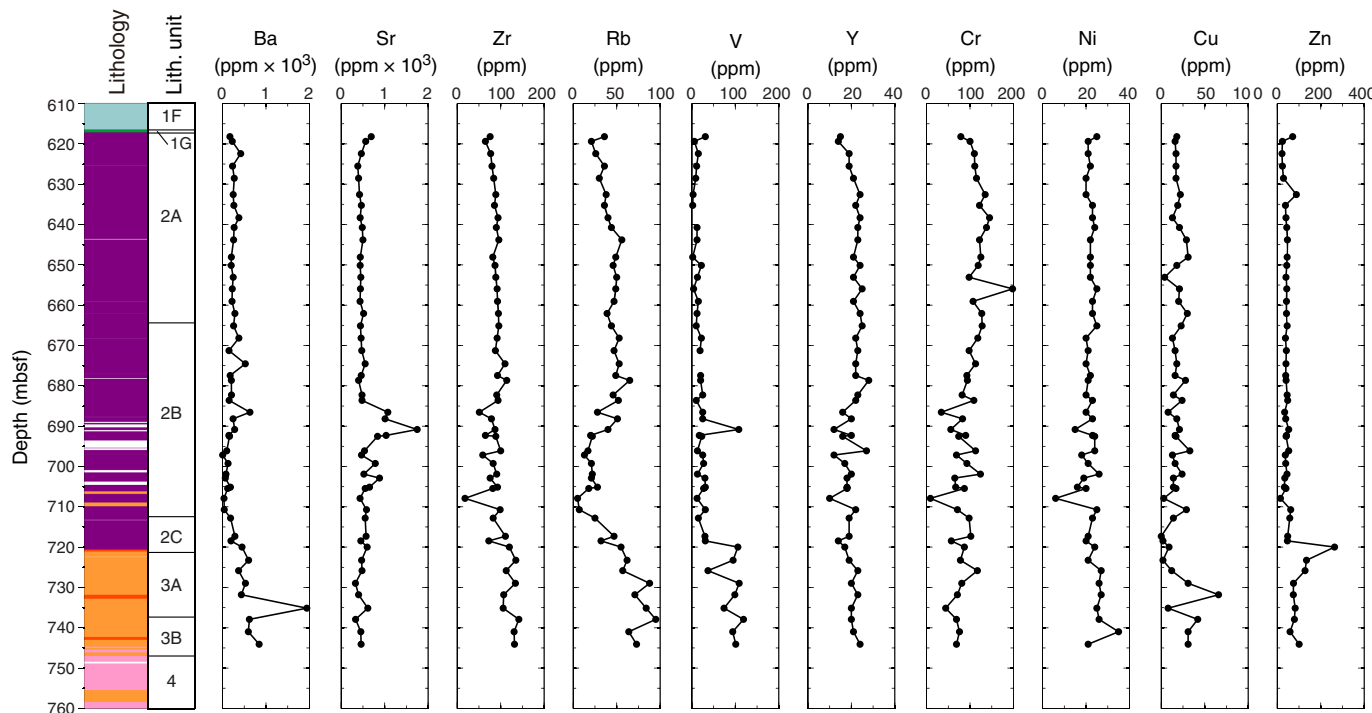 Lithology
Lith. unit
Ba Sr Zr Rb V Y Cr Ni Cu Zn
(ppm × 10³) (ppm × 10³) (ppm) (ppm) (ppm) (ppm) (ppm) (ppm) (ppm) (ppm)
0 1 2 0 1 2 0 100 200 0 50 100 0 100 200 0 20 40 0 100 200 0 20 40 0 50 100 0 200 400
610
1F
620
1G
630
640
2A
650
660
670
680
2B
690
700
710
2C
720
3A
730
740
3B
750
4
760
Depth (mbsf)